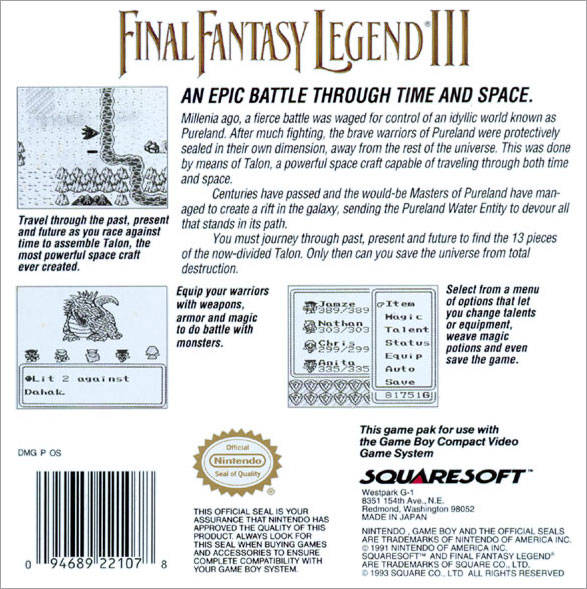 FINAL FANTASY LEGEND® III
AN EPIC BATTLE THROUGH TIME AND SPACE.
Millenia ago, a fierce battle was waged for control of an idyllic world known as
Pureland. After much fighting, the brave warriors of Pureland were protectively
sealed in their own dimension, away from the rest of the universe. This was done
by means of Talon, a powerful space craft capable of traveling through both time
and space.
Centuries have passed and the would-be Masters of Pureland have man-
aged to create a rift in the galaxy, sending the Pureland Water Entity to devour all
that stands in its path.
You must journey through past, present and future to find the 13 pieces
of the now-divided Talon. Only then can you save the universe from total
destruction.
Travel through the past, present
and future as you race against
time to assemble Talon, the
most powerful space craft
ever created.
Lit 2 against
Dahak.
Equip your warriors
with weapons,
armor and magic
to do battle with
monsters.
Jamze
389/389
Nathan
303/303
Chris
299/299
Anita
335/335
Item
Magic
Talent
Status
Equip
Auto
Save
81751G
Select from a menu
of options that let
you change talents
or equipment,
weave magic
potions and even
save the game.
DMG P OS
0 94689 22107 8
Official
Nintendo
Seal of Quality
®
THIS OFFICIAL SEAL IS YOUR
ASSURANCE THAT NINTENDO HAS
APPROVED THE QUALITY OF THIS
PRODUCT. ALWAYS LOOK FOR
THIS SEAL WHEN BUYING GAMES
AND ACCESSORIES TO ENSURE
COMPLETE COMPATIBILITY WITH
YOUR GAME BOY SYSTEM.
This game pak for use with
the Game Boy Compact Video
Game System
SQUARESOFT™
Westpark G-1
8351 154th Ave., N.E.
Redmond, Washington 98052
MADE IN JAPAN
NINTENDO, GAME BOY AND THE OFFICIAL SEALS
ARE TRADEMARKS OF NINTENDO OF AMERICA INC.
© 1991 NINTENDO OF AMERICA INC.
SQUARESOFT™ AND FINAL FANTASY LEGEND®
ARE TRADEMARKS OF SQUARE CO., LTD.
© 1993 SQUARE CO., LTD ALL RIGHTS RESERVED